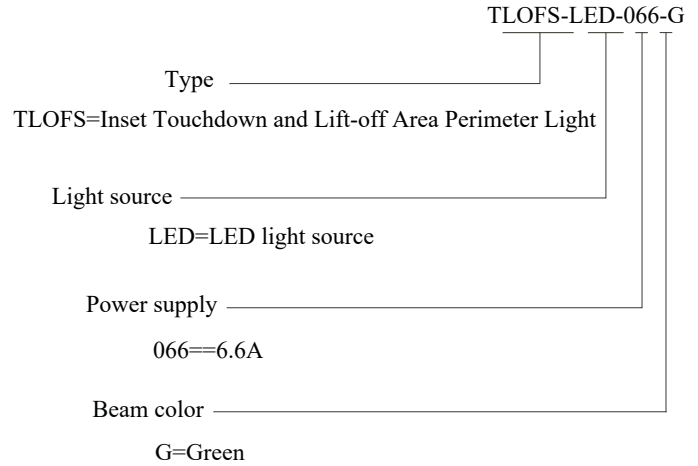 TLOFS-LED-066-G
Type
TLOFS=Inset Touchdown and Lift-off Area Perimeter Light
Light source
LED=LED light source
Power supply
066==6.6A
Beam color
G=Green